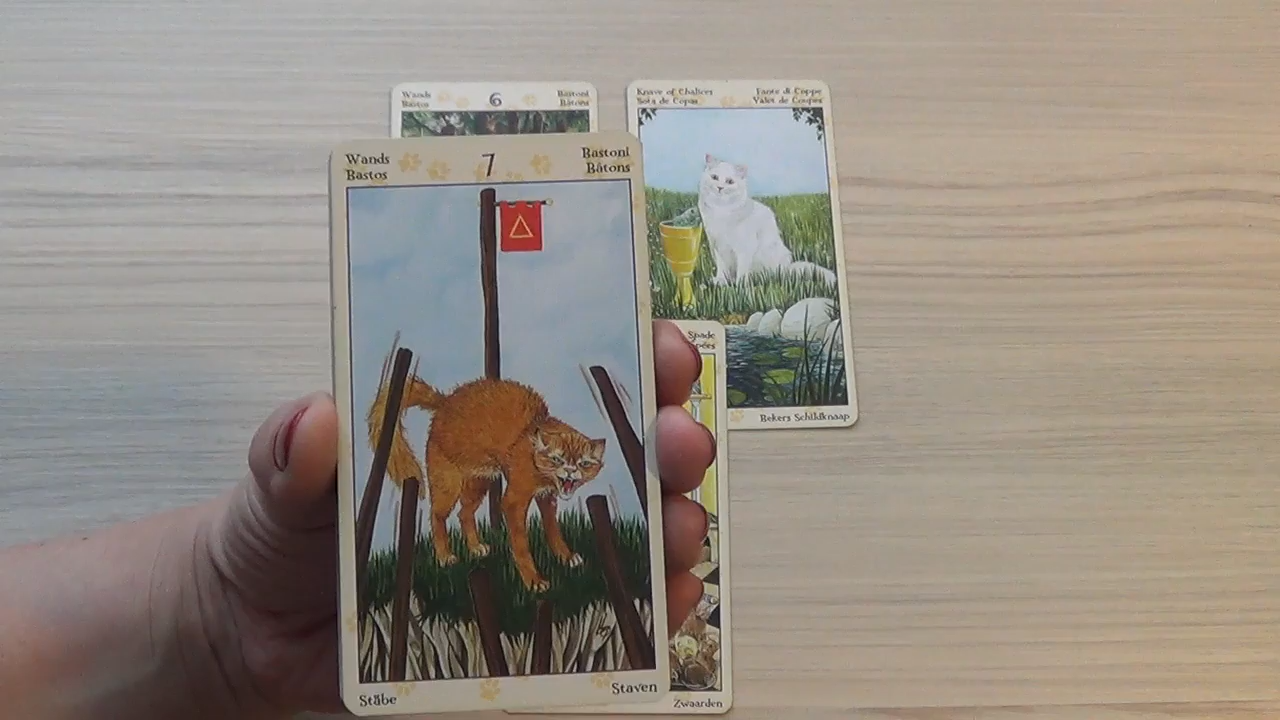 Wands 6 Bastoni
Bastos Bâtons
Knave of Chalices Fante di Coppe
Sota de Copas Valet de Coupes
Wands 7 Bastoni
Bastos Bâtons
Spade
Bekers Schildknaap
Stäbe Staven
Zwaarden